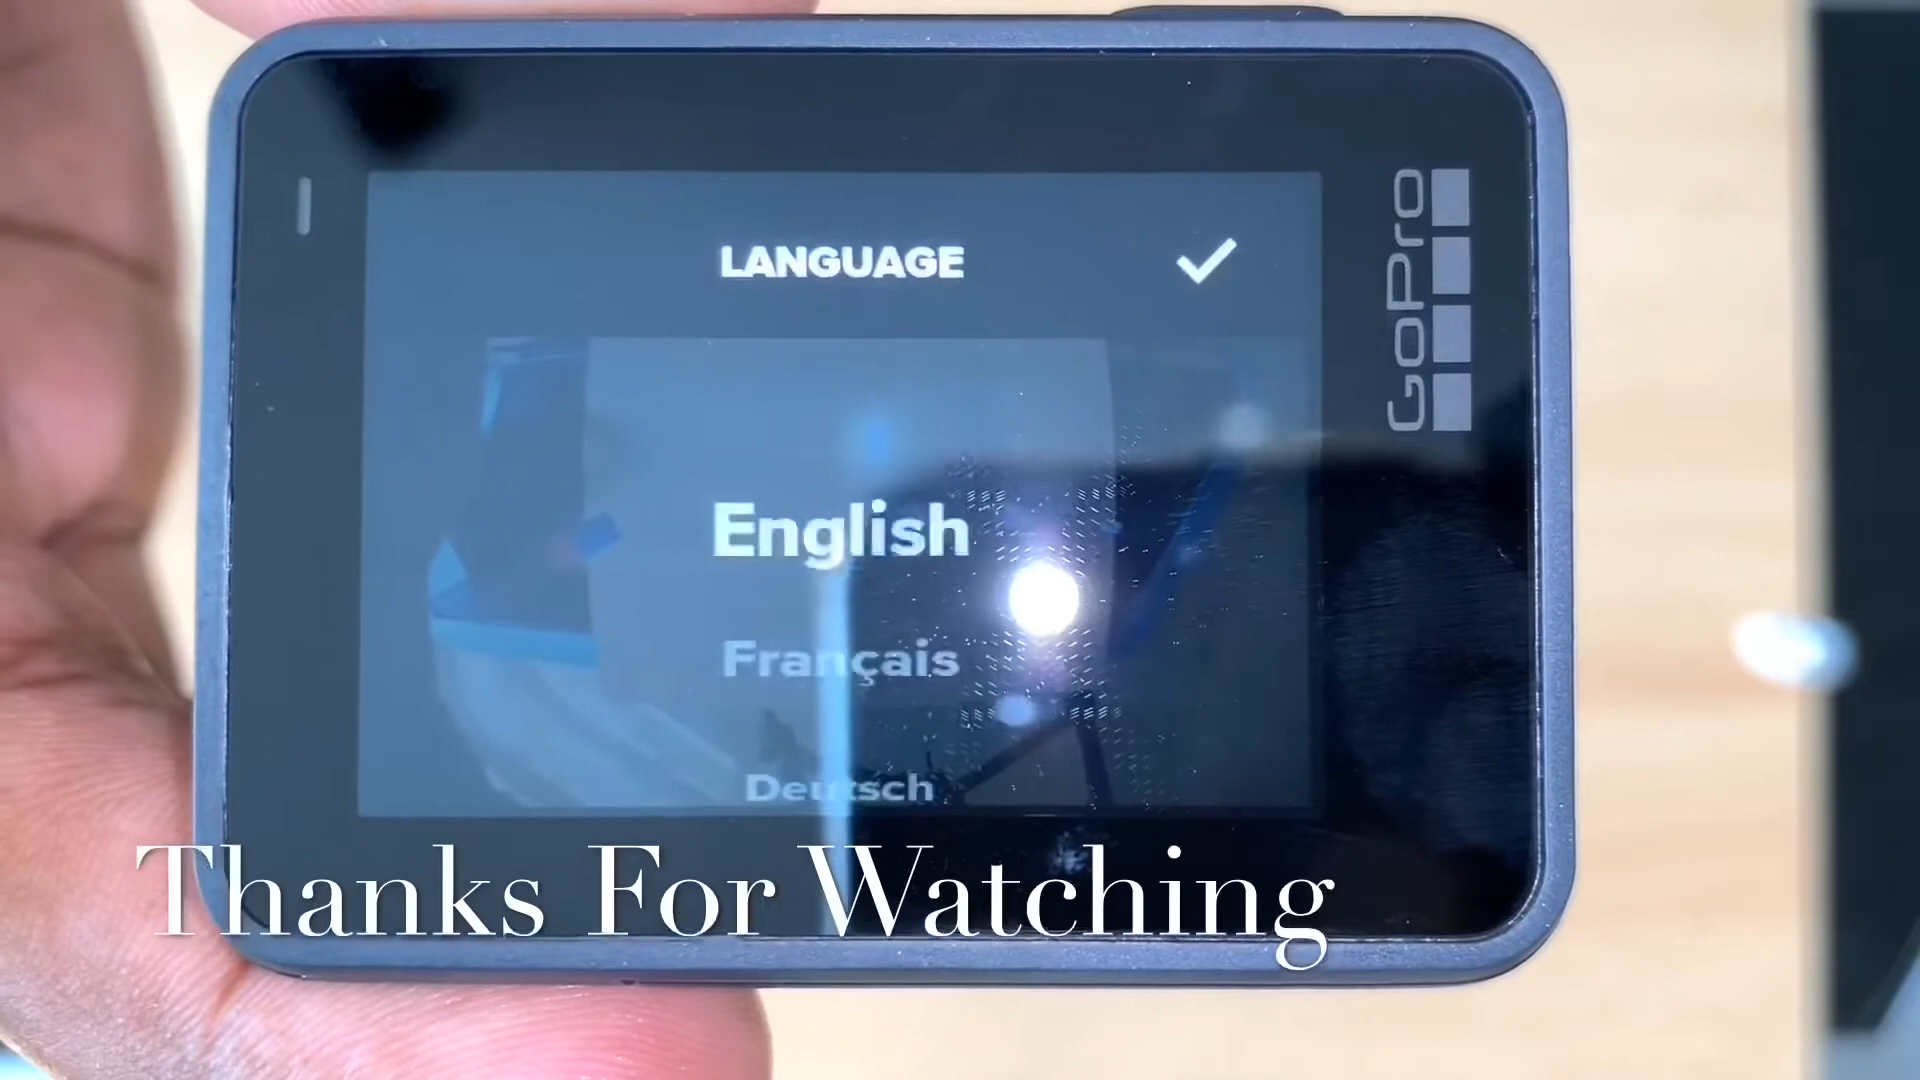 LANGUAGE
GoPro
English
Français
Deutsch
Thanks For Watching